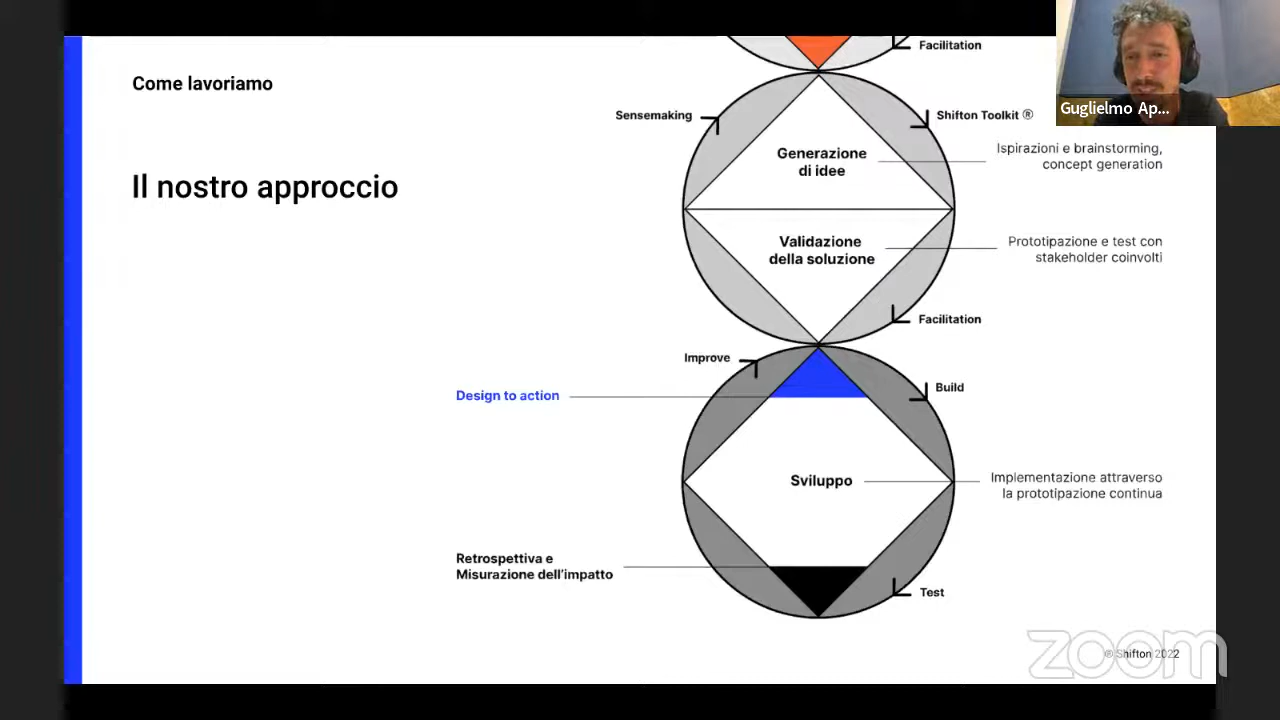 Facilitation
Come lavoriamo
Guglielmo Ap...
Sensemaking
Shifton Toolkit ®
Ispirazioni e brainstorming,
concept generation
Generazione
di idee
Il nostro approccio
Validazione
della soluzione
Prototipazione e test con
stakeholder coinvolti
Facilitation
Improve
Build
Design to action
Sviluppo
Implementazione attraverso
la prototipazione continua
Retrospettiva e
Misurazione dell'impatto
Test
zoom
® Shifton 2022